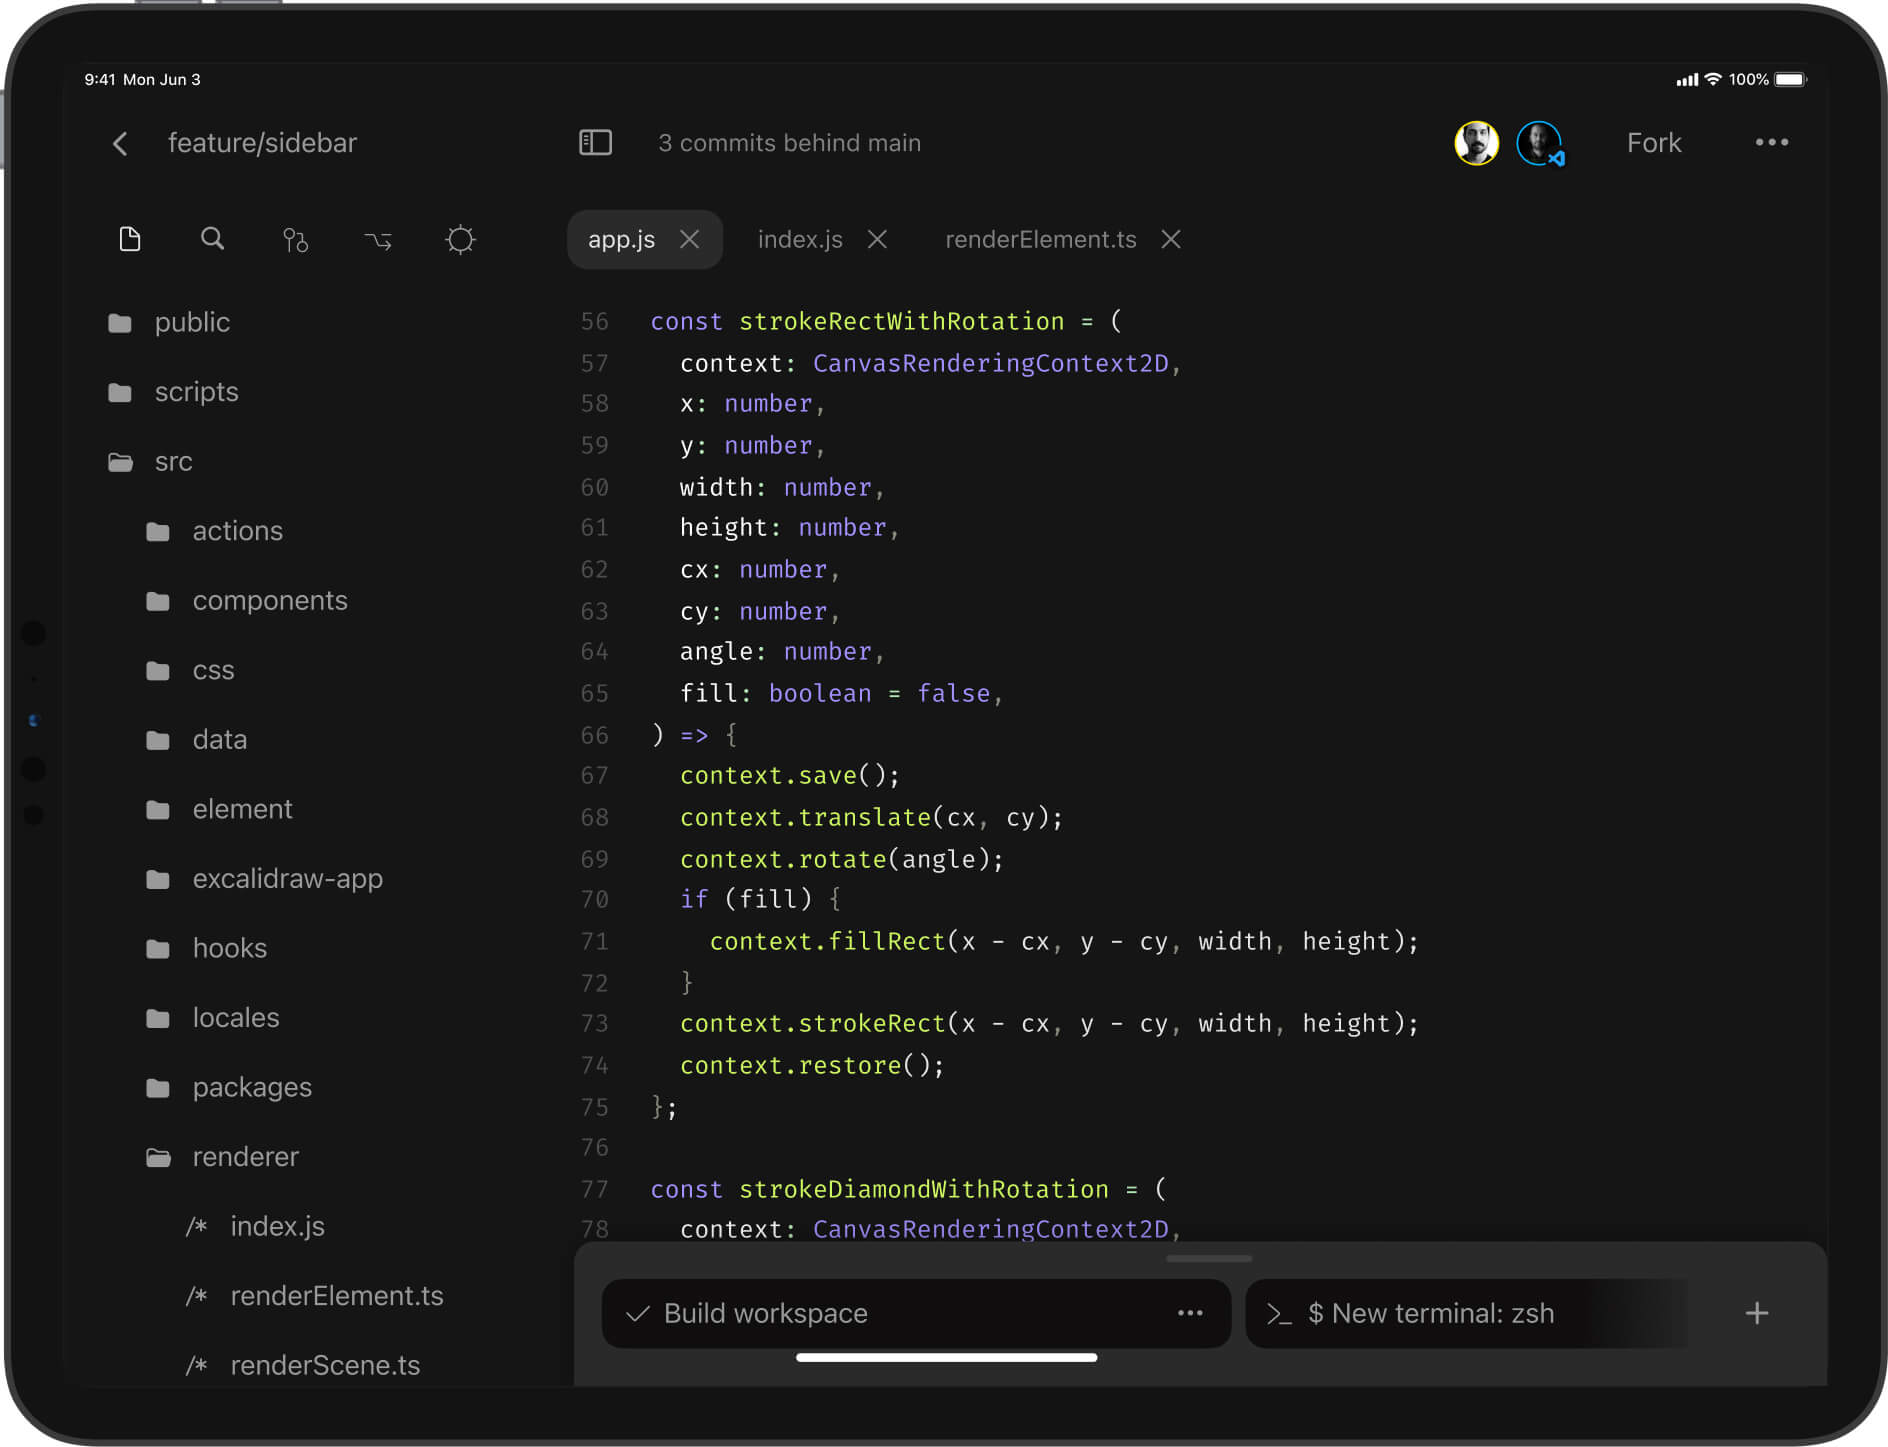 9:41 Mon Jun 3
100%
feature/sidebar
3 commits behind main
Fork
app.js
index.js
renderElement.ts
public
scripts
src
actions
components
css
data
element
excalidraw-app
hooks
locales
packages
renderer
/* index.js
/* renderElement.ts
/* renderScene.ts
56 const strokeRectWithRotation = (
57   context: CanvasRenderingContext2D,
58   x: number,
59   y: number,
60   width: number,
61   height: number,
62   cx: number,
63   cy: number,
64   angle: number,
65   fill: boolean = false,
66 ) => {
67   context.save();
68   context.translate(cx, cy);
69   context.rotate(angle);
70   if (fill) {
71     context.fillRect(x - cx, y - cy, width, height);
72   }
73   context.strokeRect(x - cx, y - cy, width, height);
74   context.restore();
75 };
76
77 const strokeDiamondWithRotation = (
78   context: CanvasRenderingContext2D,
Build workspace
$ New terminal: zsh